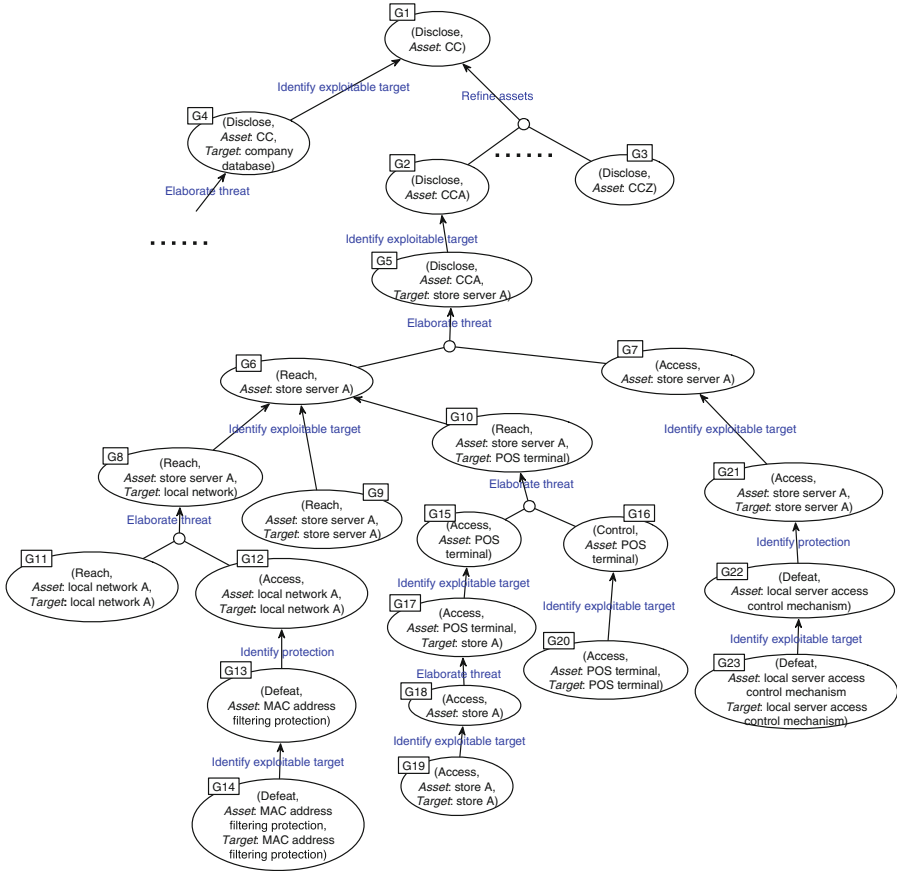 G1
(Disclose,
Asset: CC)
Identify exploitable target
Refine assets
G4
(Disclose,
Asset: CC,
Target: company
database)
Elaborate threat
G2
(Disclose,
Asset: CCA)
G3
(Disclose,
Asset: CCZ)
Identify exploitable target
G5
(Disclose,
Asset: CCA,
Target: store server A)
Elaborate threat
G6
(Reach,
Asset: store server A)
G7
(Access,
Asset: store server A)
Identify exploitable target
G10
(Reach,
Asset: store server A,
Target: POS terminal)
Identify exploitable target
G8
(Reach,
Asset: store server A,
Target: local network)
G9
(Reach,
Asset: store server A,
Target: store server A)
G21
(Access,
Asset: store server A,
Target: store server A)
Elaborate threat
Elaborate threat
G11
(Reach,
Asset: local network A,
Target: local network A)
G12
(Access,
Asset: local network A,
Target: local network A)
G15
(Access,
Asset: POS
terminal)
G16
(Control,
Asset: POS
terminal)
Identify protection
G22
(Defeat,
Asset: local server access
control mechanism)
Identify exploitable target
G17
(Access,
Asset: POS terminal,
Target: store A)
Identify exploitable target
G20
(Access,
Asset: POS terminal,
Target: POS terminal)
Identify exploitable target
G23
(Defeat,
Asset: local server access
control mechanism
Target: local server access
control mechanism)
Identify protection
G13
(Defeat,
Asset: MAC address
filtering protection)
Elaborate threat
G18
(Access,
Asset: store A)
Identify exploitable target
G19
(Access,
Asset: store A,
Target: store A)
Identify exploitable target
G14
(Defeat,
Asset: MAC address
filtering protection,
Target: MAC address
filtering protection)